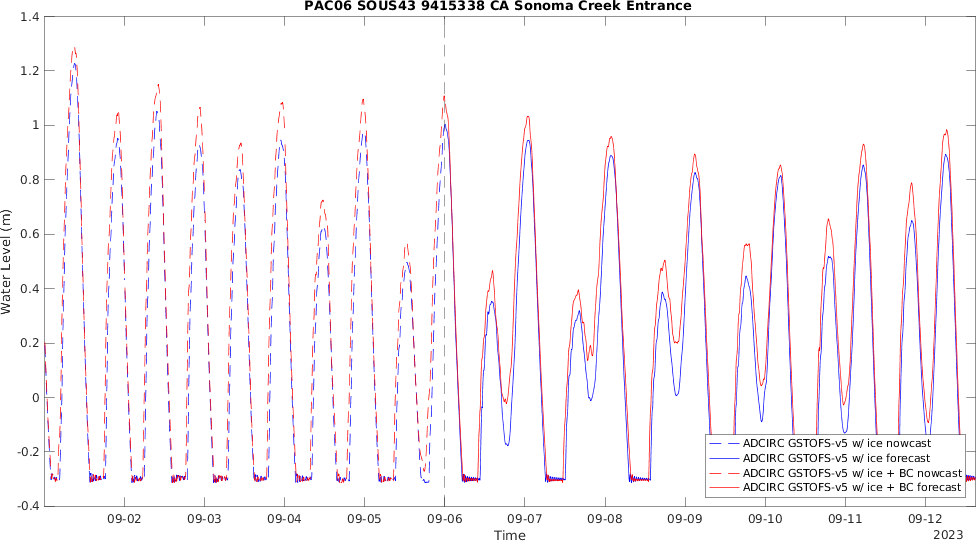 PAC06 SOUS43 9415338 CA Sonoma Creek Entrance
1.4
1.2
1
0.8
0.6
0.4
0.2
0
-0.2
-0.4
Water Level (m)
ADCIRC GSTOFS-v5 w/ ice nowcast
ADCIRC GSTOFS-v5 w/ ice forecast
ADCIRC GSTOFS-v5 w/ ice + BC nowcast
ADCIRC GSTOFS-v5 w/ ice + BC forecast
09-02 09-03 09-04 09-05 09-06 09-07 09-08 09-09 09-10 09-11 09-12
Time
2023